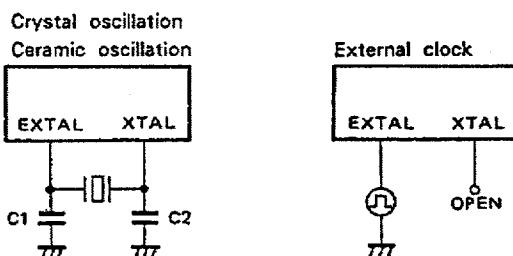 Crystal oscillation
Ceramic oscillation
EXTAL XTAL
C1 C2
External clock
EXTAL XTAL
OPEN